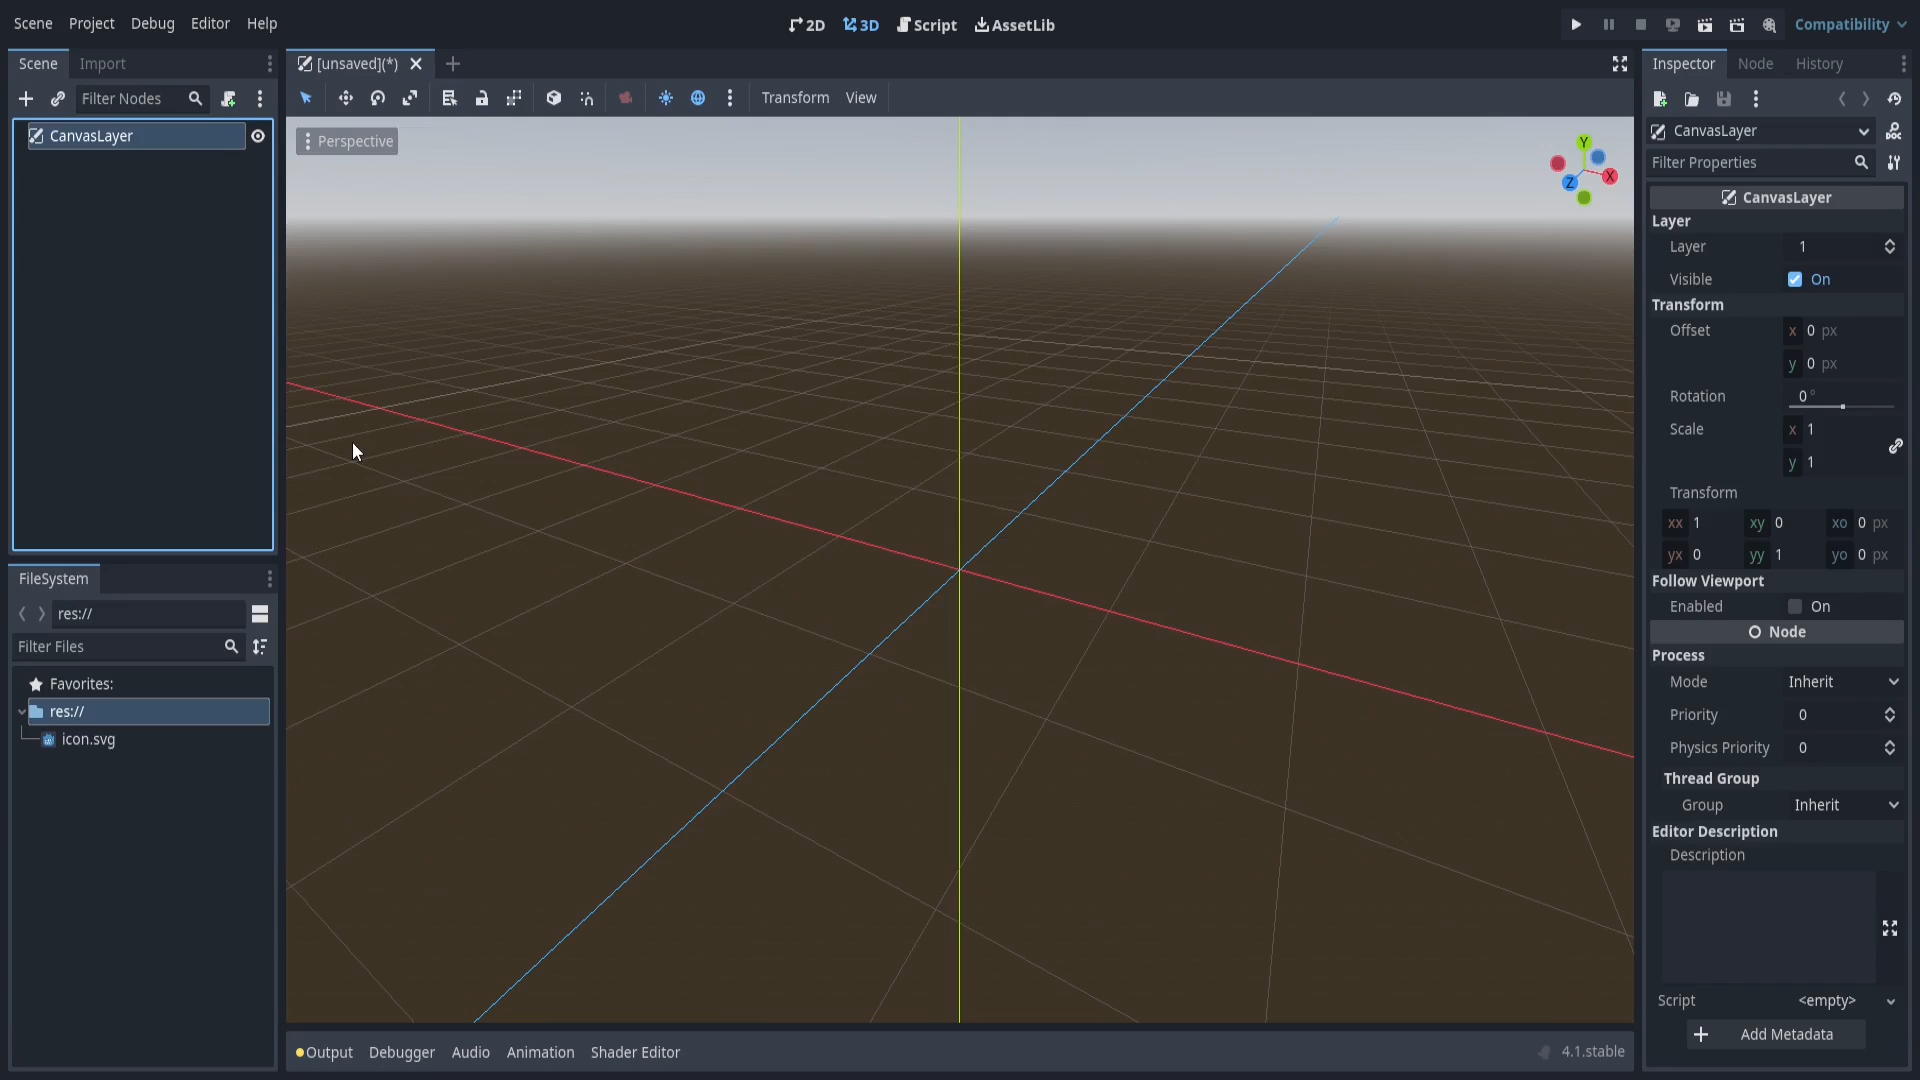 Scene Project Debug Editor Help
2D 3D Script AssetLib
Compatibility
Scene Import
Filter Nodes
CanvasLayer
FileSystem
res://
Filter Files
Favorites:
res://
icon.svg
[unsaved](*)
Transform View
Perspective
Y
X
Z
Output Debugger Audio Animation Shader Editor
4.1.stable
Inspector Node History
CanvasLayer
Filter Properties
CanvasLayer
Layer
Layer 1
Visible On
Transform
Offset x 0 px
y 0 px
Rotation 0 °
Scale x 1
y 1
Transform
xx 1 xy 0 xo 0 px
yx 0 yy 1 yo 0 px
Follow Viewport
Enabled On
Node
Process
Mode Inherit
Priority 0
Physics Priority 0
Thread Group
Group Inherit
Editor Description
Description
Script <empty>
Add Metadata